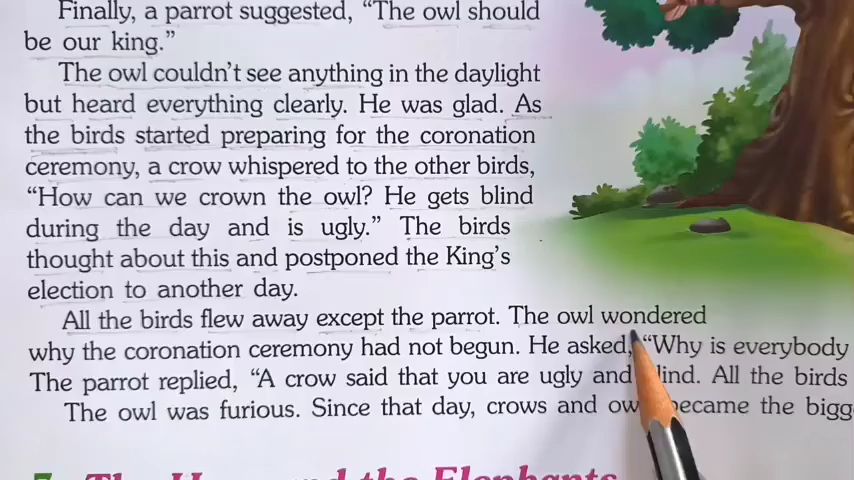 Finally, a parrot suggested, “The owl should
be our king.”
The owl couldn’t see anything in the daylight
but heard everything clearly. He was glad. As
the birds started preparing for the coronation
ceremony, a crow whispered to the other birds,
“How can we crown the owl? He gets blind
during the day and is ugly.” The birds
thought about this and postponed the King’s
election to another day.
All the birds flew away except the parrot. The owl wondered
why the coronation ceremony had not begun. He asked, “Why is everybody
The parrot replied, “A crow said that you are ugly and All the birds
The owl was furious. Since that day, crows and the
and the Elephants